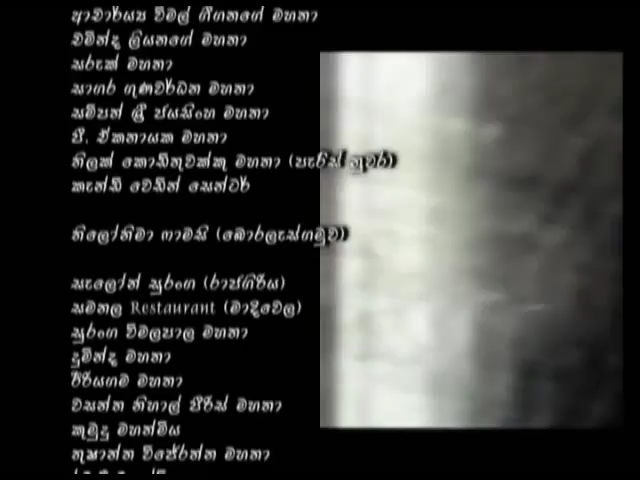 ආචාර්යය විමල් ගීගනගේ මහතා
චමින්ද ලියනගේ මහතා
සරුක් මහතා
සාගර ගුණවර්ධන මහතා
සම්පත් ශ්‍රී ජයසිංහ මහතා
පී. ඒකනායක මහතා
තිලක් කොඩිතුවක්කු මහතා (පැරිස් නුවර)
කැන්ඩි වෙඩින් සෙන්ටර්
තිලෝනිමා ෆාමසි (බොරලැස්ගමුව)
සැලෝන් සුරංග (රාජගිරිය)
සමනල Restaurant (මාදිවෙල)
සුරංග විමලපාල මහතා
දුමින්ද මහතා
රිරියගම මහතා
වසන්ත නිහාල් පීරිස් මහතා
කුමුදු මහත්මිය
තුෂාන්ත විජේරත්න මහතා